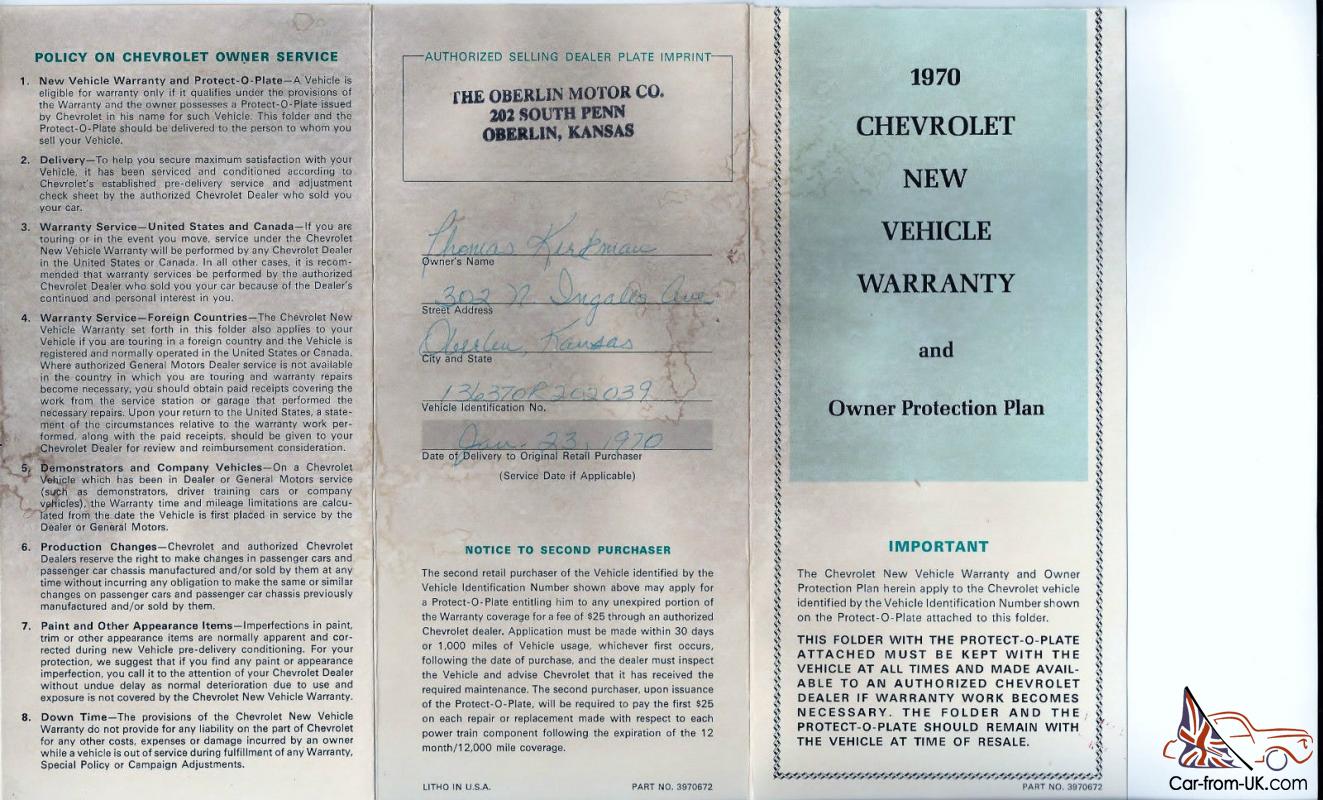 POLICY ON CHEVROLET OWNER SERVICE
1. New Vehicle Warranty and Protect-O-Plate—A Vehicle is
eligible for warranty only if it qualifies under the provisions of
the Warranty and the owner possesses a Protect-O-Plate issued
by Chevrolet in his name for such Vehicle. This folder and the
Protect-O-Plate should be delivered to the person to whom you
sell your Vehicle.
2. Delivery—To help you secure maximum satisfaction with your
Vehicle, it has been serviced and conditioned according to
Chevrolet's established pre-delivery service and adjustment
check sheet by the authorized Chevrolet Dealer who sold you
your car.
3. Warranty Service—United States and Canada—If you are
touring or in the event you move, service under the Chevrolet
New Vehicle Warranty will be performed by any Chevrolet Dealer
in the United States or Canada. In all other cases, it is recom-
mended that warranty services be performed by the authorized
Chevrolet Dealer who sold you your car because of the Dealer's
continued and personal interest in you.
4. Warranty Service—Foreign Countries—The Chevrolet New
Vehicle Warranty set forth in this folder also applies to your
Vehicle if you are touring in a foreign country and the Vehicle is
registered and normally operated in the United States or Canada.
Where authorized General Motors Dealer service is not available
in the country in which you are touring and warranty repairs
become necessary, you should obtain paid receipts covering the
work from the service station or garage that performed the
necessary repairs. Upon your return to the United States, a state-
ment of the circumstances relative to the warranty work per-
formed, along with the paid receipts, should be given to your
Chevrolet Dealer for review and reimbursement consideration.
5. Demonstrators and Company Vehicles—On a Chevrolet
Vehicle which has been in Dealer or General Motors service
(such as demonstrators, driver training cars or company
vehicles), the Warranty time and mileage limitations are calcu-
lated from the date the Vehicle is first placed in service by the
Dealer or General Motors.
6. Production Changes—Chevrolet and authorized Chevrolet
Dealers reserve the right to make changes in passenger cars and
passenger car chassis manufactured and/or sold by them at any
time without incurring any obligation to make the same or similar
changes on passenger cars and passenger car chassis previously
manufactured and/or sold by them.
7. Paint and Other Appearance Items—Imperfections in paint,
trim or other appearance items are normally apparent and cor-
rected during new Vehicle pre-delivery conditioning. For your
protection, we suggest that if you find any paint or appearance
imperfection, you call it to the attention of your Chevrolet Dealer
without undue delay as normal deterioration due to use and
exposure is not covered by the Chevrolet New Vehicle Warranty.
8. Down Time—The provisions of the Chevrolet New Vehicle
Warranty do not provide for any liability on the part of Chevrolet
for any other costs, expenses or damage incurred by an owner
while a vehicle is out of service during fulfillment of any Warranty,
Special Policy or Campaign Adjustments.
AUTHORIZED SELLING DEALER PLATE IMPRINT
THE OBERLIN MOTOR CO.
202 SOUTH PENN
OBERLIN, KANSAS
Thomas Kirkman
Owner's Name
302 N. Ingalls Ave
Street Address
Oberlin, Kansas
City and State
136370R202039
Vehicle Identification No.
Jan. 23, 1970
Date of Delivery to Original Retail Purchaser
(Service Date if Applicable)
NOTICE TO SECOND PURCHASER
The second retail purchaser of the Vehicle identified by the
Vehicle Identification Number shown above may apply for
a Protect-O-Plate entitling him to any unexpired portion of
the Warranty coverage for a fee of $25 through an authorized
Chevrolet dealer. Application must be made within 30 days
or 1,000 miles of Vehicle usage, whichever first occurs,
following the date of purchase, and the dealer must inspect
the Vehicle and advise Chevrolet that it has received the
required maintenance. The second purchaser, upon issuance
of the Protect-O-Plate, will be required to pay the first $25
on each repair or replacement made with respect to each
power train component following the expiration of the 12
month/12,000 mile coverage.
LITHO IN U.S.A. PART NO. 3970672
1970
CHEVROLET
NEW
VEHICLE
WARRANTY
and
Owner Protection Plan
IMPORTANT
The Chevrolet New Vehicle Warranty and Owner
Protection Plan herein apply to the Chevrolet vehicle
identified by the Vehicle Identification Number shown
on the Protect-O-Plate attached to this folder.
THIS FOLDER WITH THE PROTECT-O-PLATE
ATTACHED MUST BE KEPT WITH THE
VEHICLE AT ALL TIMES AND MADE AVAIL-
ABLE TO AN AUTHORIZED CHEVROLET
DEALER IF WARRANTY WORK BECOMES
NECESSARY. THE FOLDER AND THE
PROTECT-O-PLATE SHOULD REMAIN WITH
THE VEHICLE AT TIME OF RESALE.
PART NO. 3970672
Car-from-UK.com